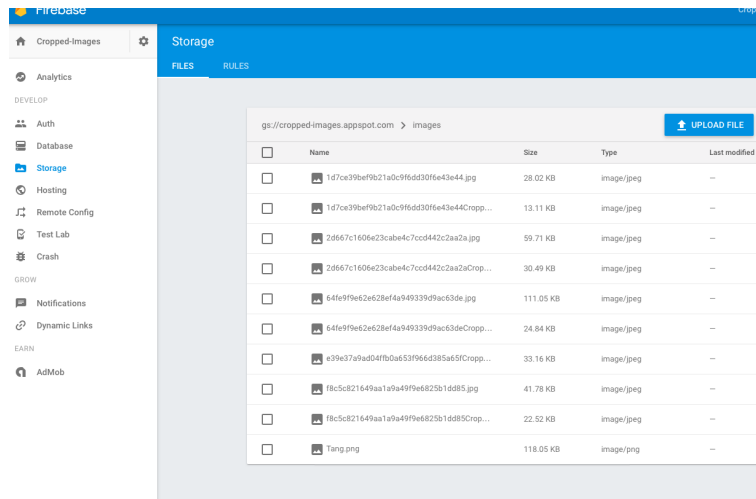 Firebase
Crop
Cropped-Images
Storage
FILES RULES
Analytics
DEVELOP
Auth
Database
Storage
Hosting
Remote Config
Test Lab
Crash
GROW
Notifications
Dynamic Links
EARN
AdMob
gs://cropped-images.appspot.com > images
UPLOAD FILE
Name Size Type Last modified
1d7ce39bef9b21a0c9f6dd30f6e43e44.jpg 28.02 KB image/jpeg —
1d7ce39bef9b21a0c9f6dd30f6e43e44Cropp... 13.11 KB image/jpeg —
2d667c1606e23cabe4c7ccd442c2aa2a.jpg 59.71 KB image/jpeg —
2d667c1606e23cabe4c7ccd442c2aa2aCrop... 30.49 KB image/jpeg —
64fe9f9e62e628ef4a949339d9ac63de.jpg 111.05 KB image/jpeg —
64fe9f9e62e628ef4a949339d9ac63deCropp... 24.84 KB image/jpeg —
e39e37a9ad04ffb0a653f966d385a65fCropp... 33.16 KB image/jpeg —
f8c5c821649aa1a9a49f9e6825b1dd85.jpg 41.78 KB image/jpeg —
f8c5c821649aa1a9a49f9e6825b1dd85Crop... 22.52 KB image/jpeg —
Tang.png 118.05 KB image/png —